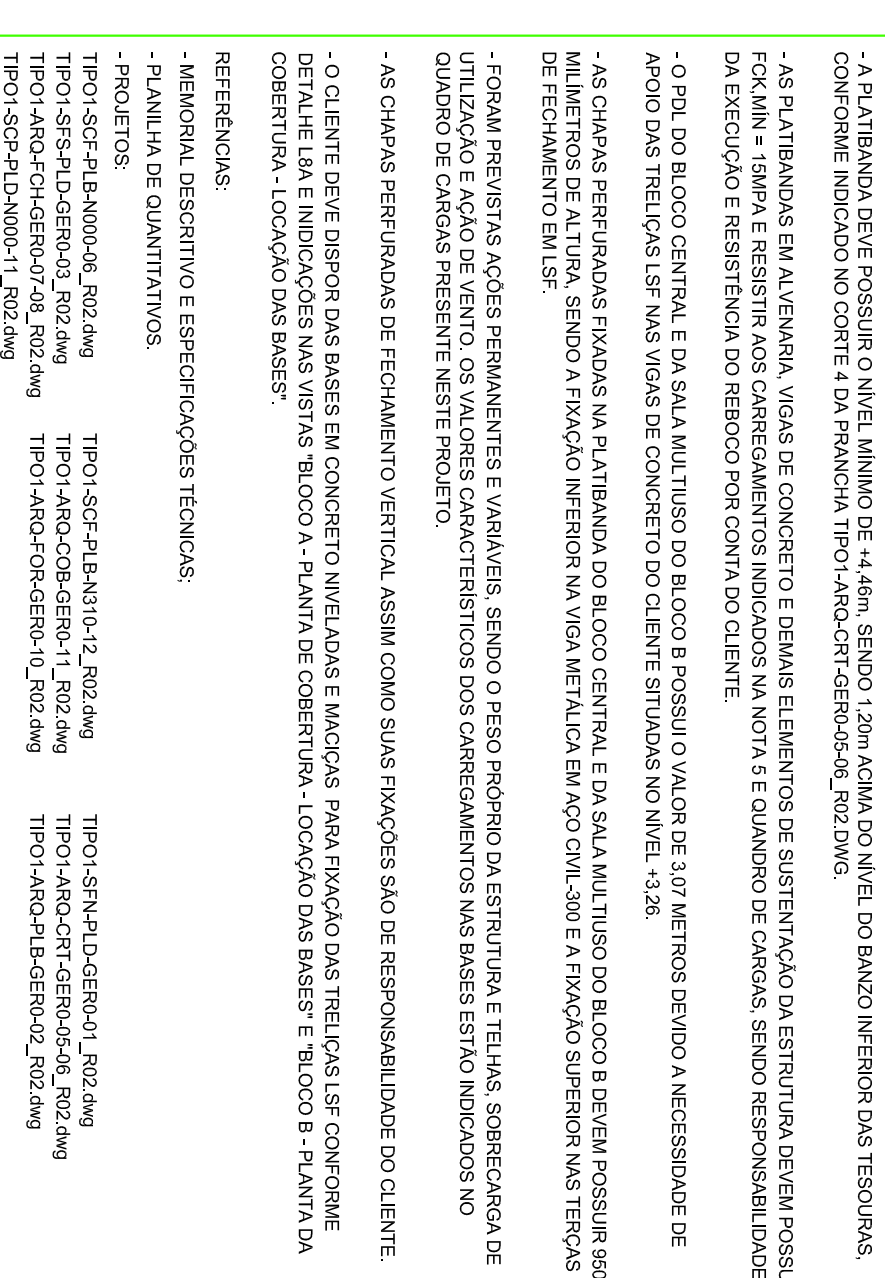 - A PLATIBANDA DEVE POSSUIR O NÍVEL MÍNIMO DE +4,46m, SENDO 1,20m ACIMA DO NÍVEL DO BANZO INFERIOR DAS TESOURAS,
CONFORME INDICADO NO CORTE 4 DA PRANCHA TIPO1-ARQ-CRT-GER0-05-06_R02.DWG.
- AS PLATIBANDAS EM ALVENARIA, VIGAS DE CONCRETO E DEMAIS ELEMENTOS DE SUSTENTAÇÃO DA ESTRUTURA DEVEM POSSU
FCK,MÍN = 15MPA E RESISTIR AOS CARREGAMENTOS INDICADOS NA NOTA 5 E QUANDRO DE CARGAS, SENDO RESPONSABILIDADE
DA EXECUÇÃO E RESISTÊNCIA DO REBOCO POR CONTA DO CLIENTE.
- O PDL DO BLOCO CENTRAL E DA SALA MULTIUSO DO BLOCO B POSSUI O VALOR DE 3,07 METROS DEVIDO A NECESSIDADE DE
APOIO DAS TRELIÇAS LSF NAS VIGAS DE CONCRETO DO CLIENTE SITUADAS NO NÍVEL +3,26.
- AS CHAPAS PERFURADAS FIXADAS NA PLATIBANDA DO BLOCO CENTRAL E DA SALA MULTIUSO DO BLOCO B DEVEM POSSUIR 950
MILÍMETROS DE ALTURA, SENDO A FIXAÇÃO INFERIOR NA VIGA METÁLICA EM AÇO CIVIL-300 E A FIXAÇÃO SUPERIOR NAS TERÇAS
DE FECHAMENTO EM LSF.
- FORAM PREVISTAS AÇÕES PERMANENTES E VARIÁVEIS, SENDO O PESO PRÓPRIO DA ESTRUTURA E TELHAS, SOBRECARGA DE
UTILIZAÇÃO E AÇÃO DE VENTO. OS VALORES CARACTERÍSTICOS DOS CARREGAMENTOS NAS BASES ESTÃO INDICADOS NO
QUADRO DE CARGAS PRESENTE NESTE PROJETO.
- AS CHAPAS PERFURADAS DE FECHAMENTO VERTICAL ASSIM COMO SUAS FIXAÇÕES SÃO DE RESPONSABILIDADE DO CLIENTE.
- O CLIENTE DEVE DISPOR DAS BASES EM CONCRETO NIVELADAS E MACIÇAS PARA FIXAÇÃO DAS TRELIÇAS LSF CONFORME
DETALHE L8A E INIDICAÇÕES NAS VISTAS "BLOCO A - PLANTA DE COBERTURA - LOCAÇÃO DAS BASES" E "BLOCO B - PLANTA DA
COBERTURA - LOCAÇÃO DAS BASES".
REFERÊNCIAS:
- MEMORIAL DESCRITIVO E ESPECIFICAÇÕES TÉCNICAS;
- PLANILHA DE QUANTITATIVOS.
- PROJETOS:
TIPO1-SCF-PLB-N000-06_R02.dwg TIPO1-SCF-PLB-N310-12_R02.dwg TIPO1-SFN-PLD-GER0-01_R02.dwg
TIPO1-SFS-PLD-GER0-03_R02.dwg TIPO1-ARQ-COB-GER0-11_R02.dwg TIPO1-ARQ-CRT-GER0-05-06_R02.dwg
TIPO1-ARQ-FCH-GER0-07-08_R02.dwg TIPO1-ARQ-FOR-GER0-10_R02.dwg TIPO1-ARQ-PLB-GER0-02_R02.dwg
TIPO1-SCP-PLD-N000-11_R02.dwg